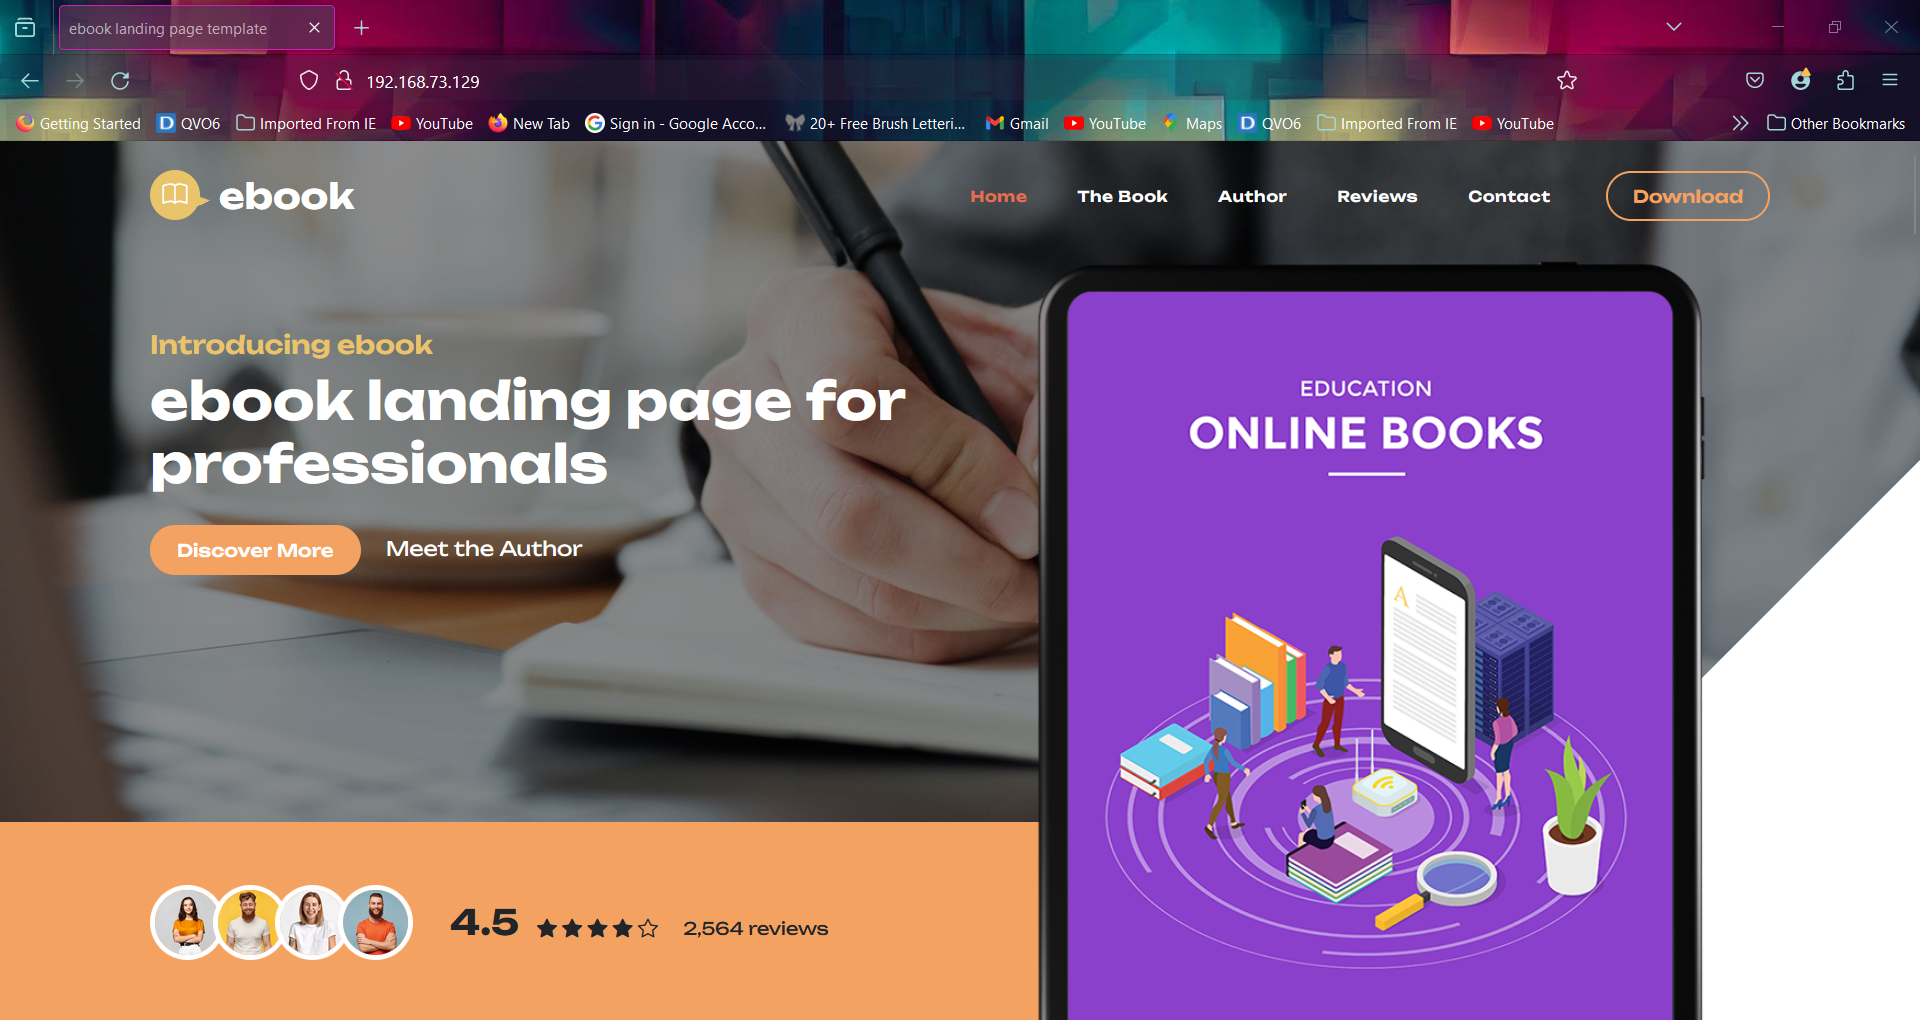 ebook landing page template
192.168.73.129
Getting Started QVO6 Imported From IE YouTube New Tab Sign in - Google Acco... 20+ Free Brush Letteri... Gmail YouTube Maps QVO6 Imported From IE YouTube Other Bookmarks
ebook
Home The Book Author Reviews Contact Download
Introducing ebook
ebook landing page for
professionals
Discover More Meet the Author
EDUCATION
ONLINE BOOKS
A
4.5 2,564 reviews